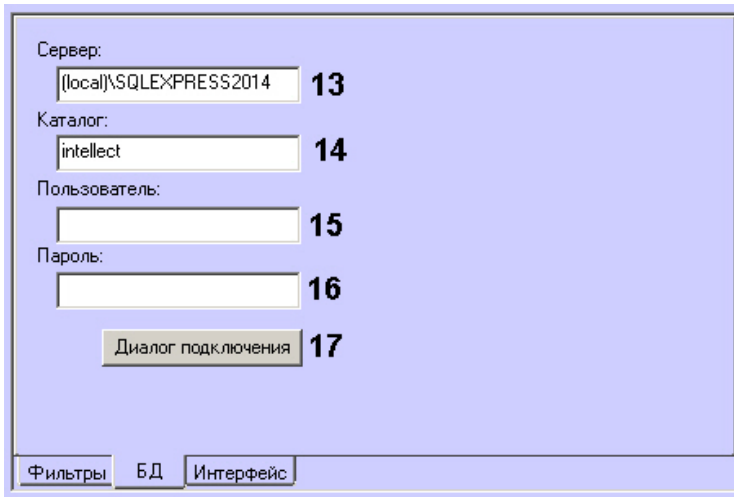 Сервер:
(local)\SQLEXPRESS2014 13
Каталог:
intellect 14
Пользователь:
15
Пароль:
16
Диалог подключения 17
Фильтры БД Интерфейс